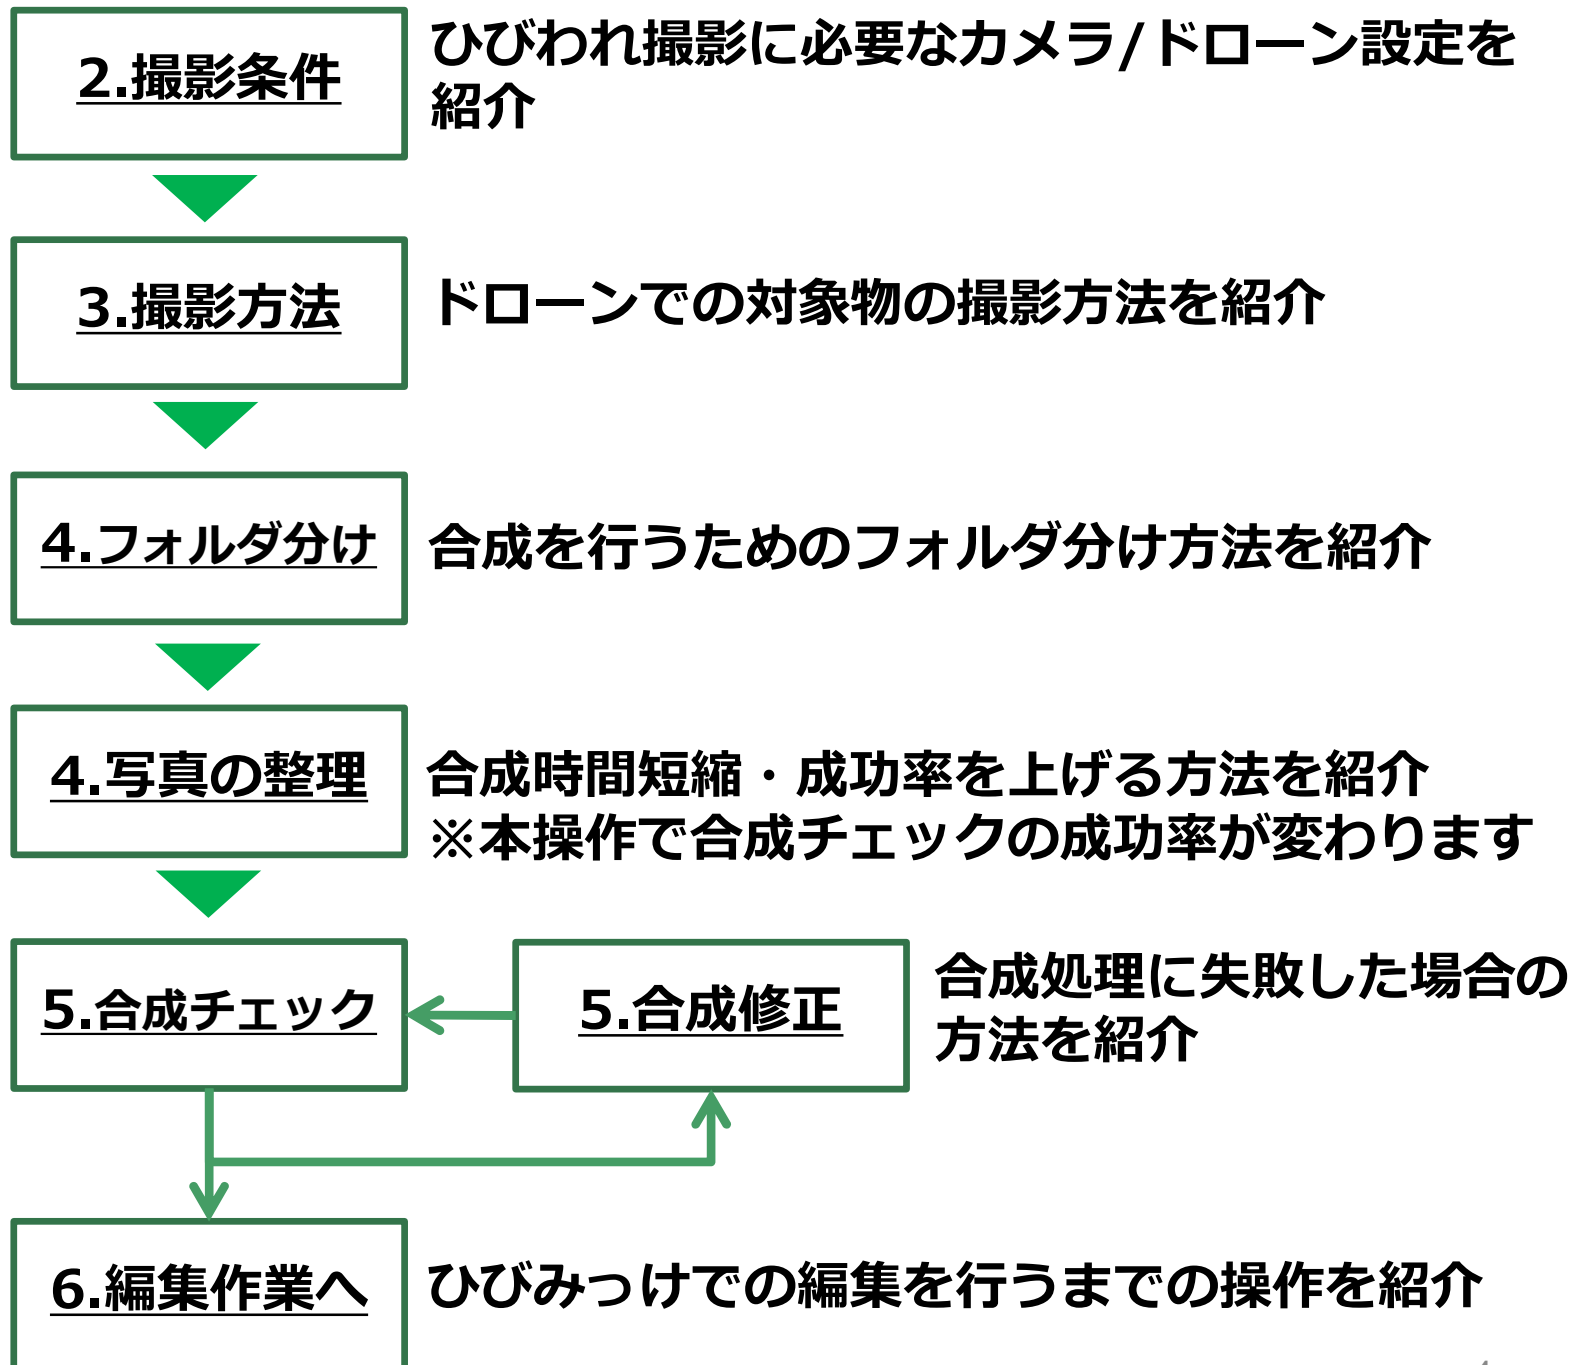 2.撮影条件
ひびわれ撮影に必要なカメラ/ドローン設定を
紹介
3.撮影方法
ドローンでの対象物の撮影方法を紹介
4.フォルダ分け
合成を行うためのフォルダ分け方法を紹介
4.写真の整理
合成時間短縮・成功率を上げる方法を紹介
※本操作で合成チェックの成功率が変わります
5.合成チェック
5.合成修正
合成処理に失敗した場合の
方法を紹介
6.編集作業へ
ひびみっけでの編集を行うまでの操作を紹介